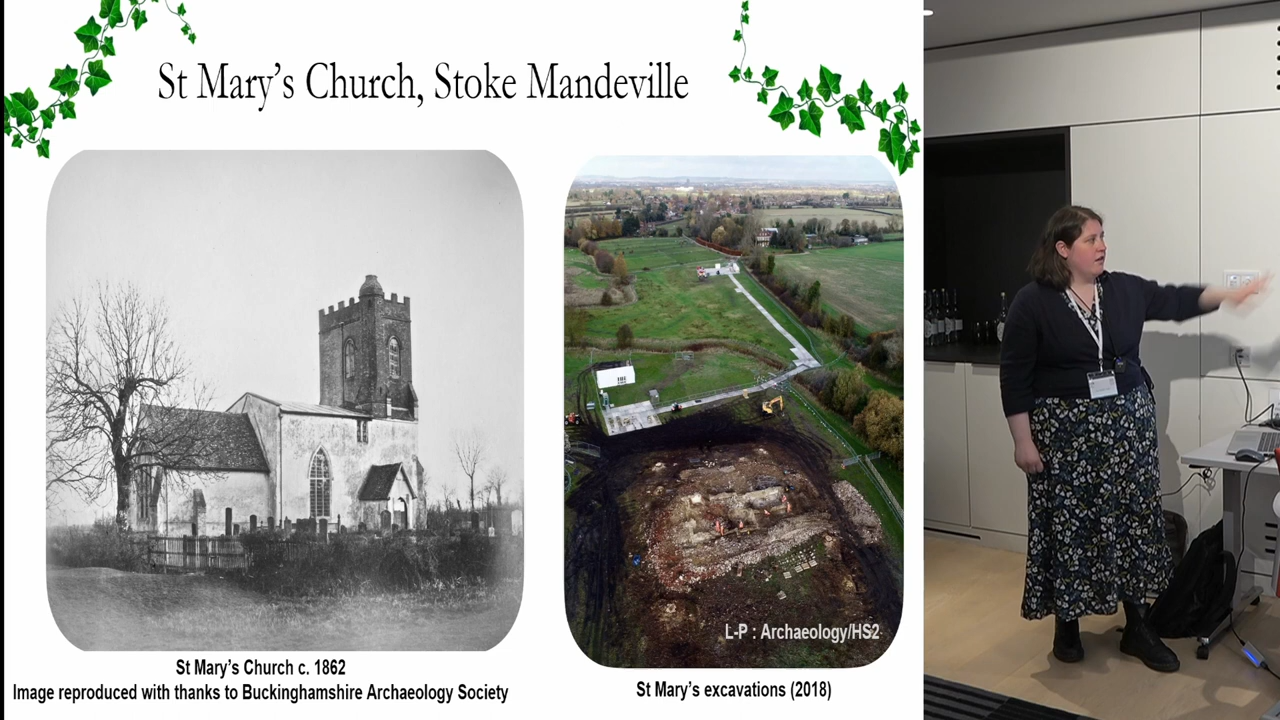 St Mary's Church, Stoke Mandeville
L-P : Archaeology/HS2
St Mary's Church c. 1862
Image reproduced with thanks to Buckinghamshire Archaeology Society
St Mary's excavations (2018)